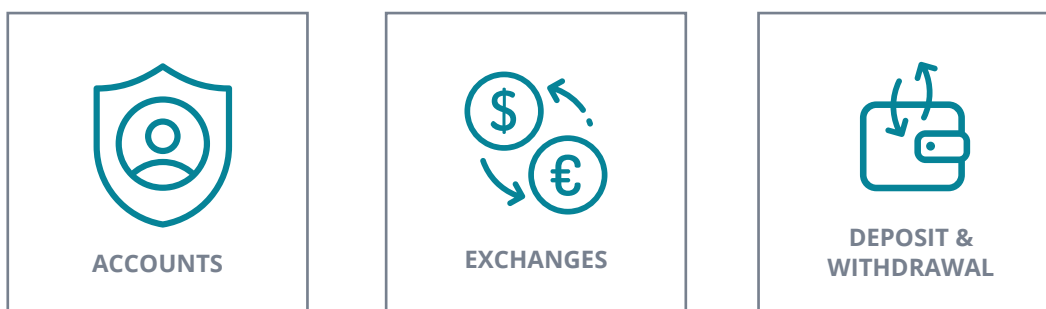 $
€
ACCOUNTS
EXCHANGES
DEPOSIT &
WITHDRAWAL